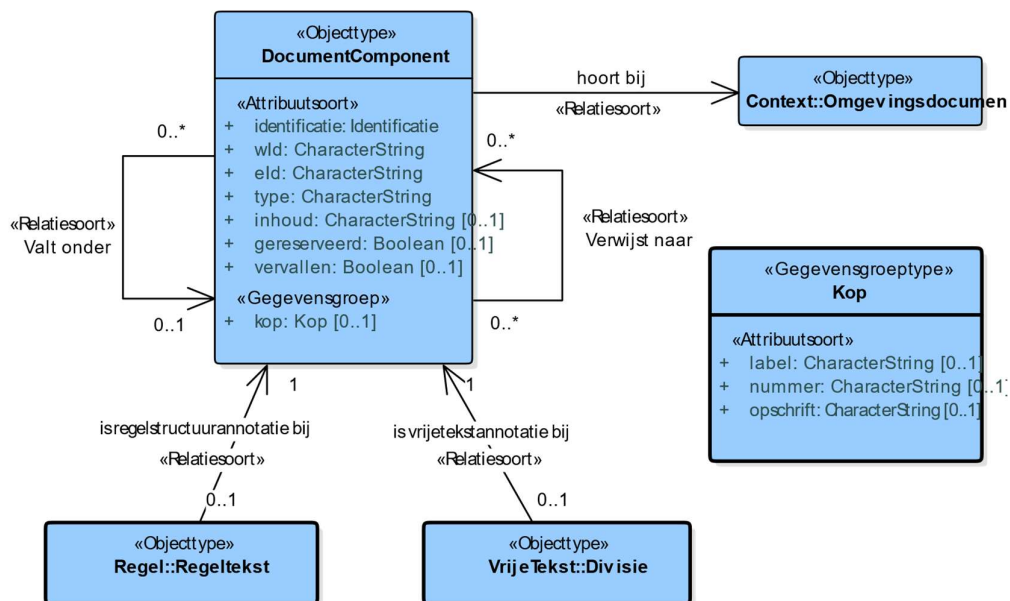 «Objecttype»
DocumentComponent
«Attribuutsoort»
+ identificatie: Identificatie
+ wId: CharacterString
+ eId: CharacterString
+ type: CharacterString
+ inhoud: CharacterString [0..1]
+ gereserveerd: Boolean [0..1]
+ vervallen: Boolean [0..1]
«Gegevensgroep»
+ kop: Kop [0..1]
0..*
«Relatiesoort»
Valt onder
0..1
hoort bij
«Relatiesoort»
«Objecttype»
Context::Omgevingsdocumen
0..*
«Relatiesoort»
Verwijst naar
0..*
«Gegevensgroeptype»
Kop
«Attribuutsoort»
+ label: CharacterString [0..1]
+ nummer: CharacterString [0..1]
+ opschrift: CharacterString [0..1]
1
is regelstructuurannotatie bij
«Relatiesoort»
0..1
1
is vrijetekstannotatie bij
«Relatiesoort»
0..1
«Objecttype»
Regel::Regeltekst
«Objecttype»
VrijeTekst::Divisie